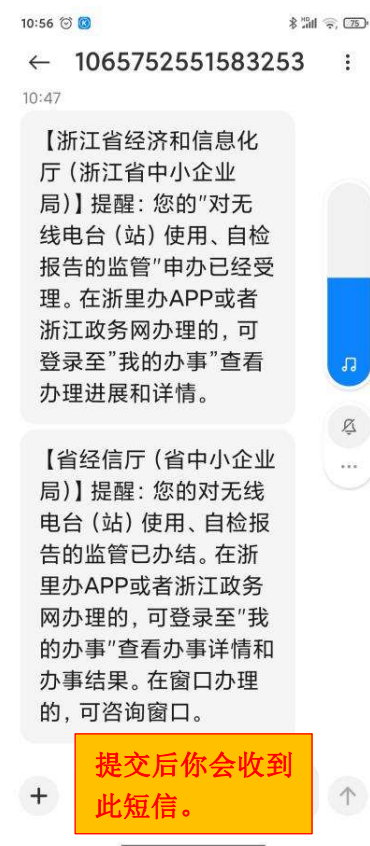 10:56
75
1065752551583253
10:47
【浙江省经济和信息化
厅（浙江省中小企业
局）】提醒：您的"对无
线电台（站）使用、自检
报告的监管"申办已经受
理。在浙里办APP或者
浙江政务网办理的，可
登录至"我的办事"查看
办理进展和详情。
【省经信厅（省中小企业
局）】提醒：您的对无线
电台（站）使用、自检报
告的监管已办结。在浙
里办APP或者浙江政务
网办理的，可登录至"我
的办事"查看办事详情和
办事结果。在窗口办理
的，可咨询窗口。
提交后你会收到
此短信。